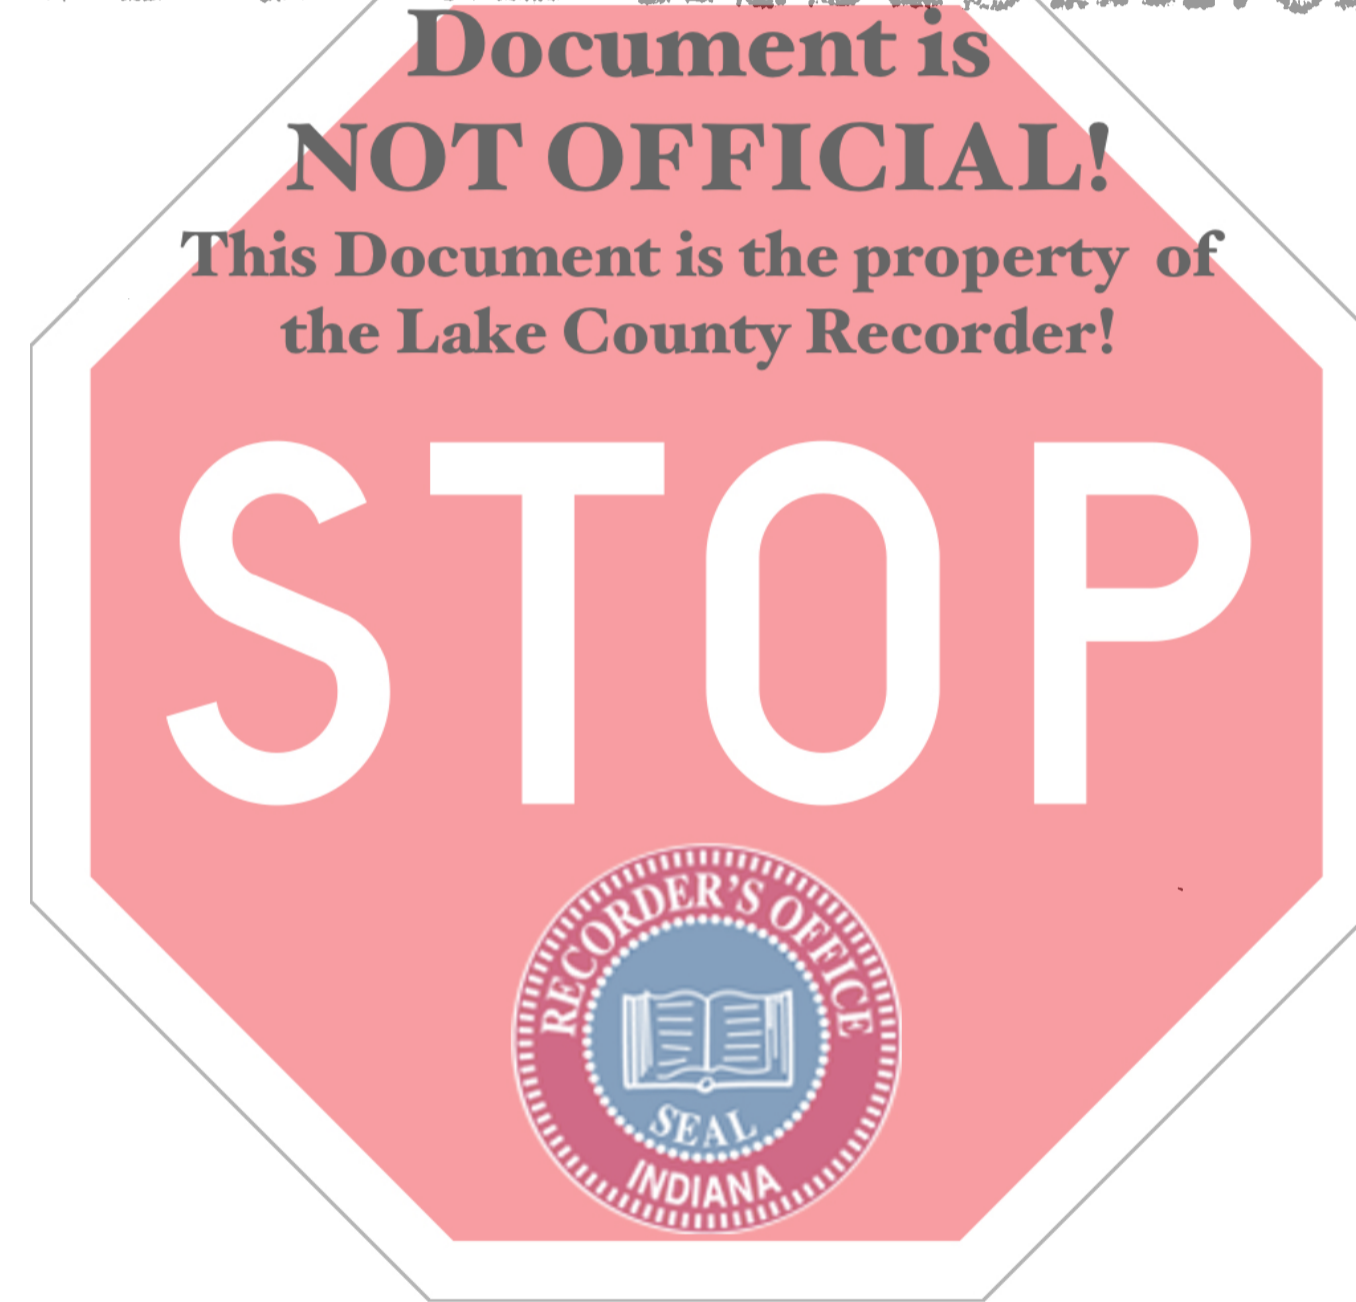 Document is
NOT OFFICIAL!
This Document is the property of
the Lake County Recorder!
STOP
RECORDER'S OFFICE
SEAL
INDIANA